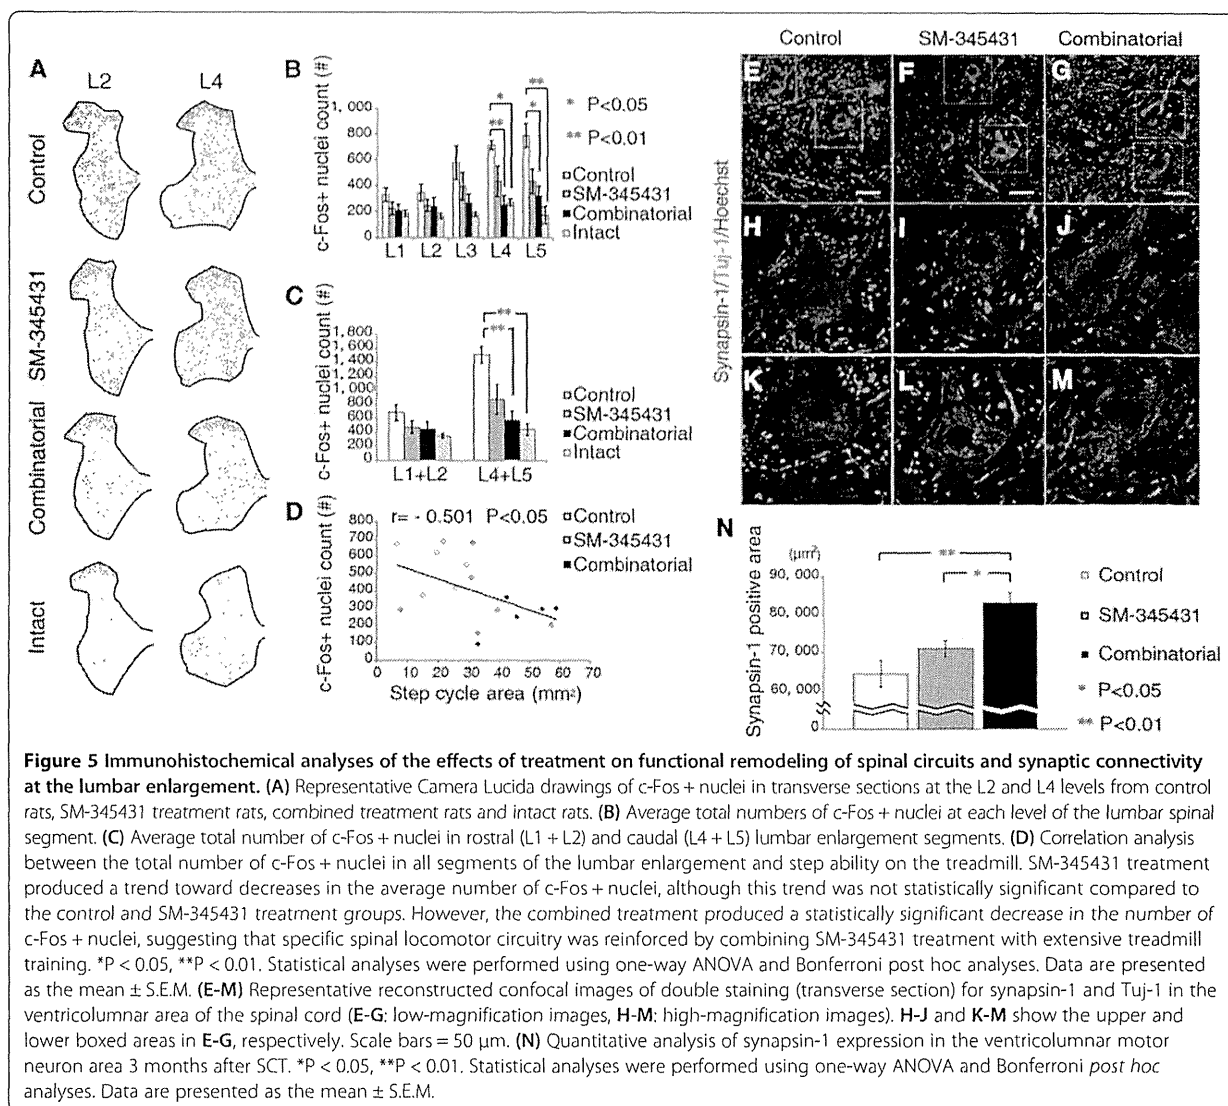 A
L2
L4
Control
SM-345431
Combinatorial
Intact
B
c-Fos+ nuclei count (#)
1, 000
800
600
400
200
0
L1
L2
L3
L4
L5
**
*
*
**
* P<0.05
** P<0.01
Control
SM-345431
Combinatorial
Intact
C
c-Fos+ nuclei count (#)
1,800
1,600
1,400
1,200
1,000
800
600
400
200
0
L1+L2
L4+L5
**
**
Control
SM-345431
Combinatorial
Intact
D
c-Fos+ nuclei count (#)
800
700
600
500
400
300
200
100
0
r= - 0.501 P<0.05
Control
SM-345431
Combinatorial
0 10 20 30 40 50 60 70
Step cycle area (mm²)
Control
SM-345431
Combinatorial
Synapsin-1/Tuj-1/Hoechst
E
F
G
H
I
J
K
L
M
N
Synapsin-1 positive area
(μm²)
90, 000
80, 000
70, 000
60, 000
0
**
*
Control
SM-345431
Combinatorial
* P<0.05
** P<0.01
Figure 5 Immunohistochemical analyses of the effects of treatment on functional remodeling of spinal circuits and synaptic connectivity
at the lumbar enlargement. (A) Representative Camera Lucida drawings of c-Fos + nuclei in transverse sections at the L2 and L4 levels from control
rats, SM-345431 treatment rats, combined treatment rats and intact rats. (B) Average total numbers of c-Fos + nuclei at each level of the lumbar spinal
segment. (C) Average total number of c-Fos + nuclei in rostral (L1 + L2) and caudal (L4 + L5) lumbar enlargement segments. (D) Correlation analysis
between the total number of c-Fos + nuclei in all segments of the lumbar enlargement and step ability on the treadmill. SM-345431 treatment
produced a trend toward decreases in the average number of c-Fos + nuclei, although this trend was not statistically significant compared to
the control and SM-345431 treatment groups. However, the combined treatment produced a statistically significant decrease in the number of
c-Fos + nuclei, suggesting that specific spinal locomotor circuitry was reinforced by combining SM-345431 treatment with extensive treadmill
training. *P < 0.05, **P < 0.01. Statistical analyses were performed using one-way ANOVA and Bonferroni post hoc analyses. Data are presented
as the mean ± S.E.M. (E-M) Representative reconstructed confocal images of double staining (transverse section) for synapsin-1 and Tuj-1 in the
ventricolumnar area of the spinal cord (E-G: low-magnification images, H-M: high-magnification images). H-J and K-M show the upper and
lower boxed areas in E-G, respectively. Scale bars = 50 μm. (N) Quantitative analysis of synapsin-1 expression in the ventricolumnar motor
neuron area 3 months after SCT. *P < 0.05, **P < 0.01. Statistical analyses were performed using one-way ANOVA and Bonferroni post hoc
analyses. Data are presented as the mean ± S.E.M.